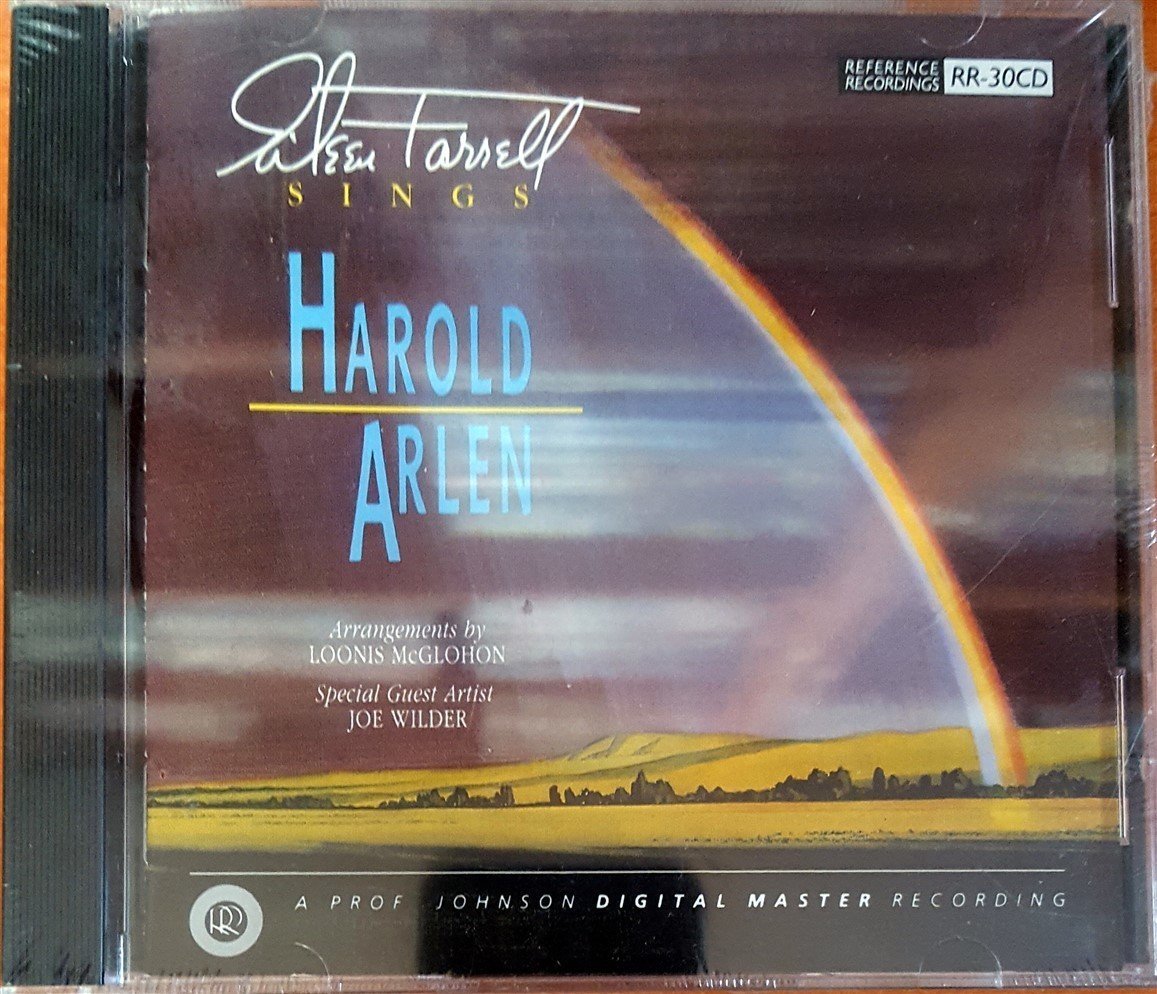 REFERENCE
RECORDINGS
RR-30CD
Eileen Farrell
SINGS
HAROLD
ARLEN
Arrangements by
LOONIS McGLOHON
Special Guest Artist
JOE WILDER
RR
A PROF JOHNSON DIGITAL MASTER RECORDING